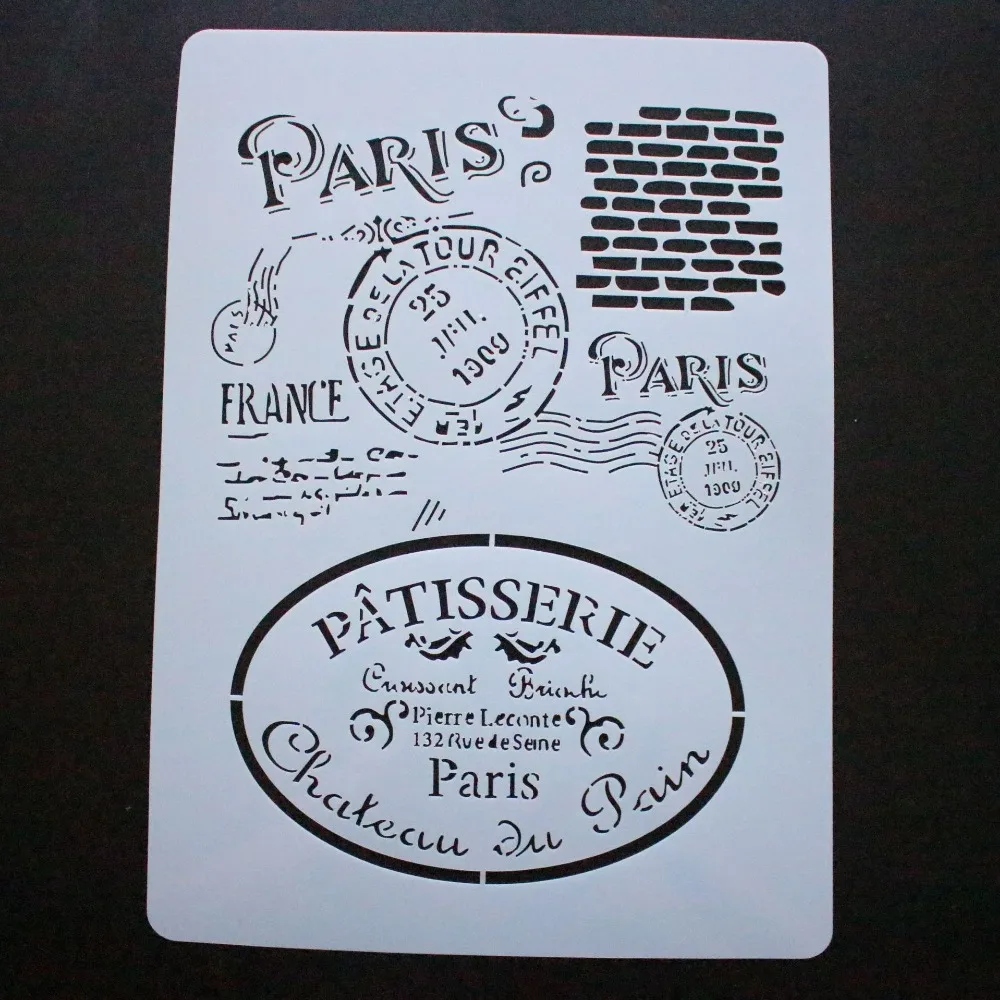 PARIS
1ER ETAGE DE LA TOUR EIFFEL
25
JUIL.
1909
FRANCE
PARIS
1ER ETAGE DE LA TOUR EIFFEL
25
JUIL.
1909
PÂTISSERIE
Croissant
Pierre Leconte
132 Rue de Seine
Paris
Chateau du Pain